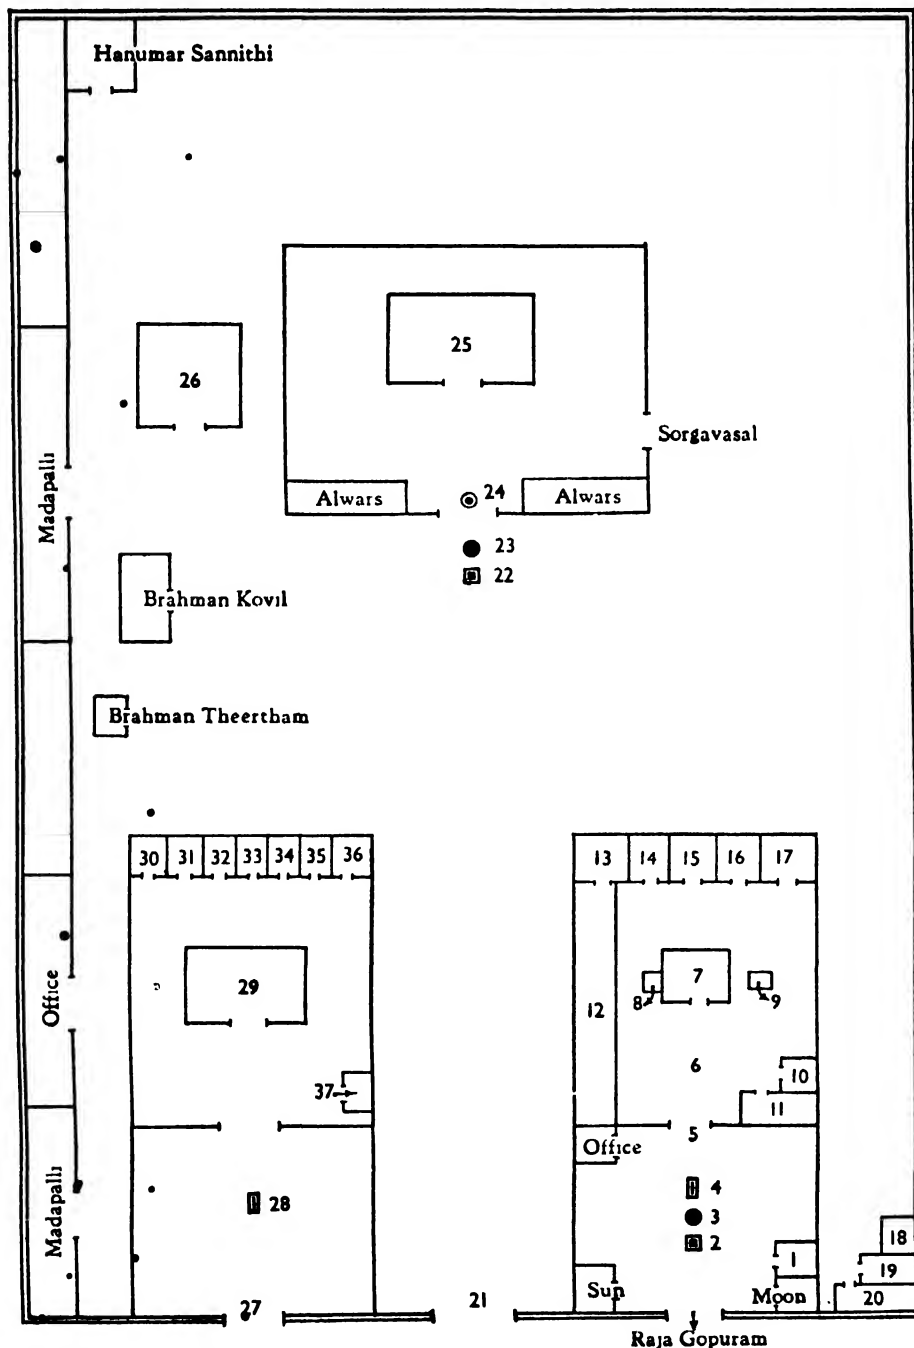 Hanumar Sannithi
25
26
Sorgavasal
Alwars
24
Alwars
Madapalli
23
22
Brahman Kovil
Brahman Theertham
30 31 32 33 34 35 36
13 14 15 16 17
Office
29
7
8
9
12
6
10
37
11
5
Office
Madapalli
4
28
3
2
18
1
19
Sun
Moon
20
27
21
Raja Gopuram